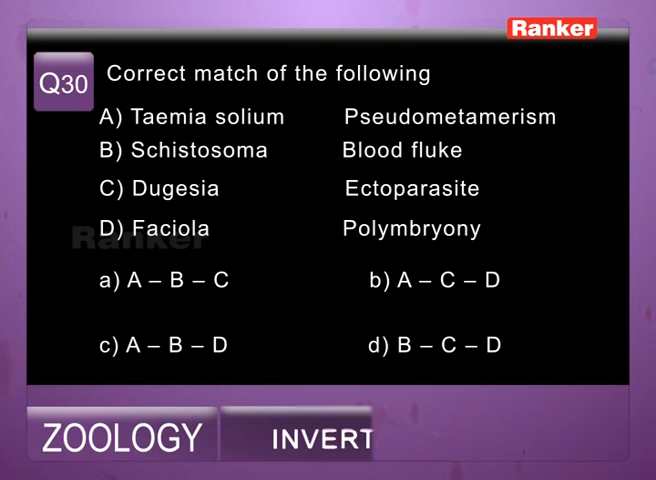 Ranker
Q30 Correct match of the following
A) Taemia solium Pseudometamerism
B) Schistosoma Blood fluke
C) Dugesia Ectoparasite
D) Faciola Polymbryony
Ranker
a) A – B – C b) A – C – D
c) A – B – D d) B – C – D
ZOOLOGY INVERT